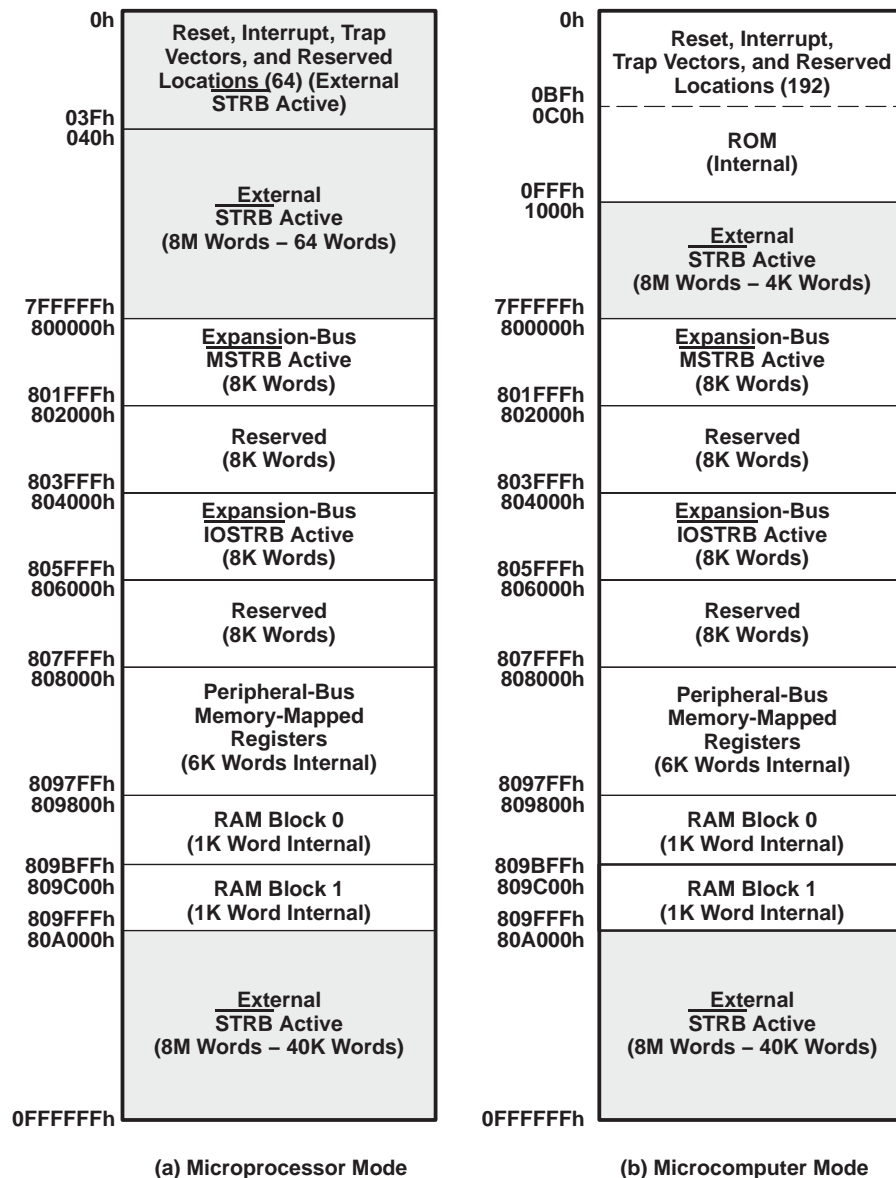 0h
Reset, Interrupt, Trap
Vectors, and Reserved
Locations (64) (External
STRB Active)
03Fh
040h
External
STRB Active
(8M Words – 64 Words)
7FFFFFh
800000h
Expansion-Bus
MSTRB Active
(8K Words)
801FFFh
802000h
Reserved
(8K Words)
803FFFh
804000h
Expansion-Bus
IOSTRB Active
(8K Words)
805FFFh
806000h
Reserved
(8K Words)
807FFFh
808000h
Peripheral-Bus
Memory-Mapped
Registers
(6K Words Internal)
8097FFh
809800h
RAM Block 0
(1K Word Internal)
809BFFh
809C00h
RAM Block 1
(1K Word Internal)
809FFFh
80A000h
External
STRB Active
(8M Words – 40K Words)
0FFFFFFh
(a) Microprocessor Mode
0h
Reset, Interrupt,
Trap Vectors, and Reserved
Locations (192)
0BFh
0C0h
ROM
(Internal)
0FFFh
1000h
External
STRB Active
(8M Words – 4K Words)
7FFFFFh
800000h
Expansion-Bus
MSTRB Active
(8K Words)
801FFFh
802000h
Reserved
(8K Words)
803FFFh
804000h
Expansion-Bus
IOSTRB Active
(8K Words)
805FFFh
806000h
Reserved
(8K Words)
807FFFh
808000h
Peripheral-Bus
Memory-Mapped
Registers
(6K Words Internal)
8097FFh
809800h
RAM Block 0
(1K Word Internal)
809BFFh
809C00h
RAM Block 1
(1K Word Internal)
809FFFh
80A000h
External
STRB Active
(8M Words – 40K Words)
0FFFFFFh
(b) Microcomputer Mode